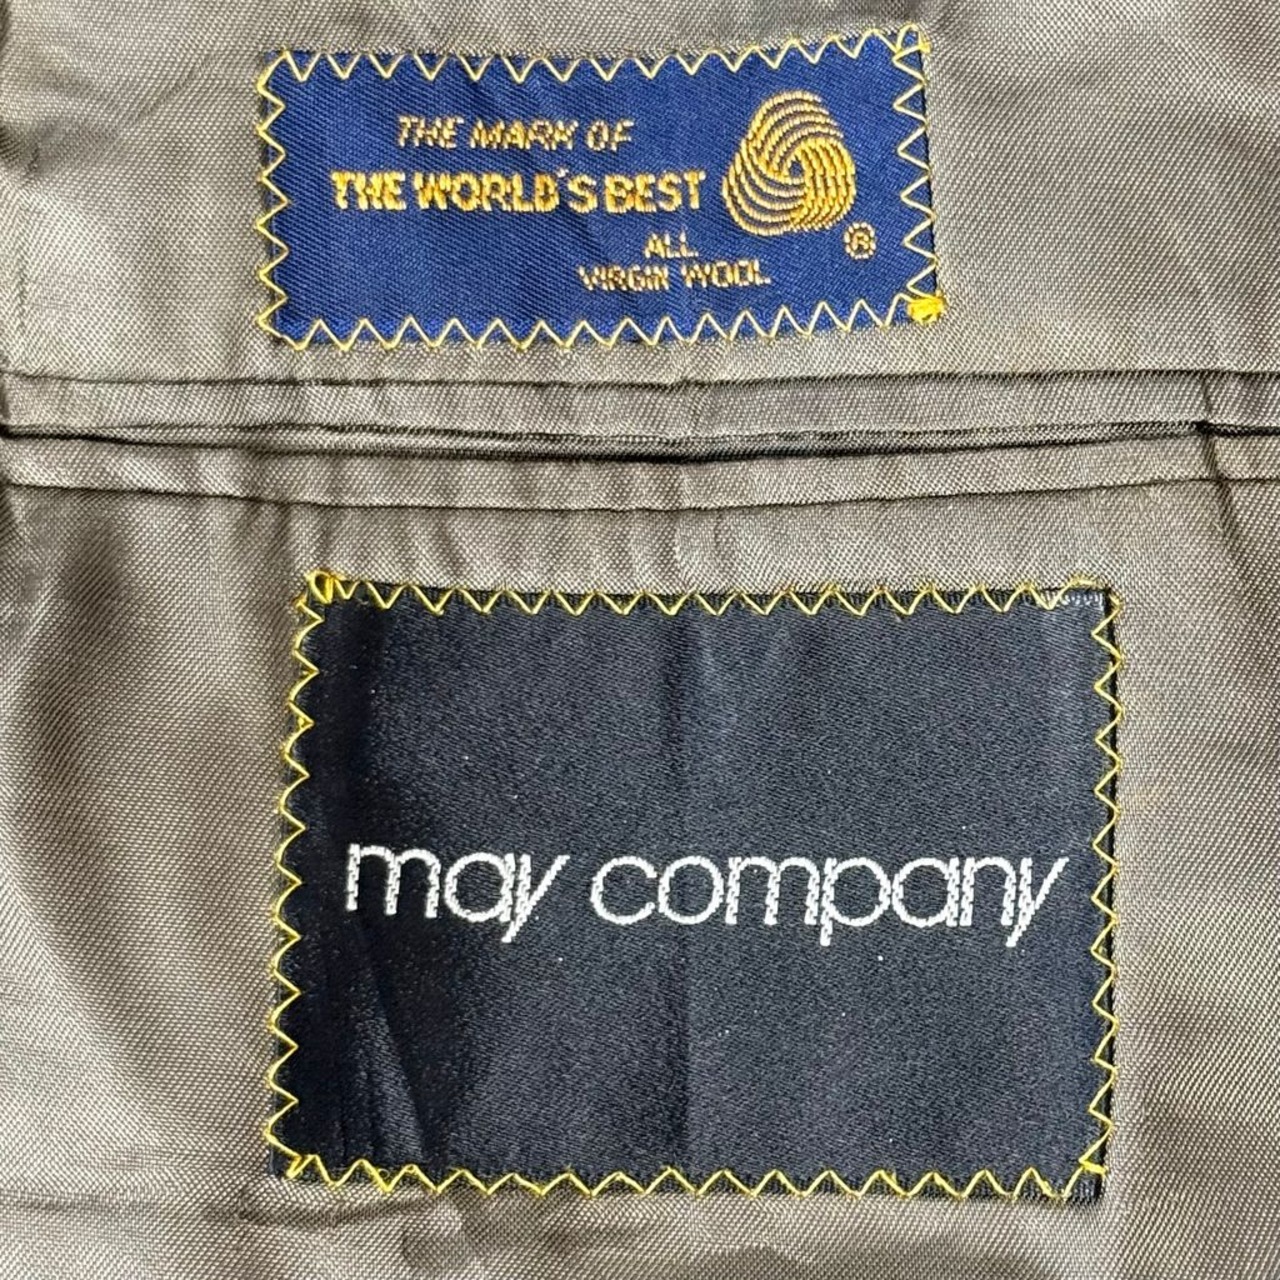 THE MARK OF
THE WORLD'S BEST
®
ALL
VIRGIN WOOL
may company